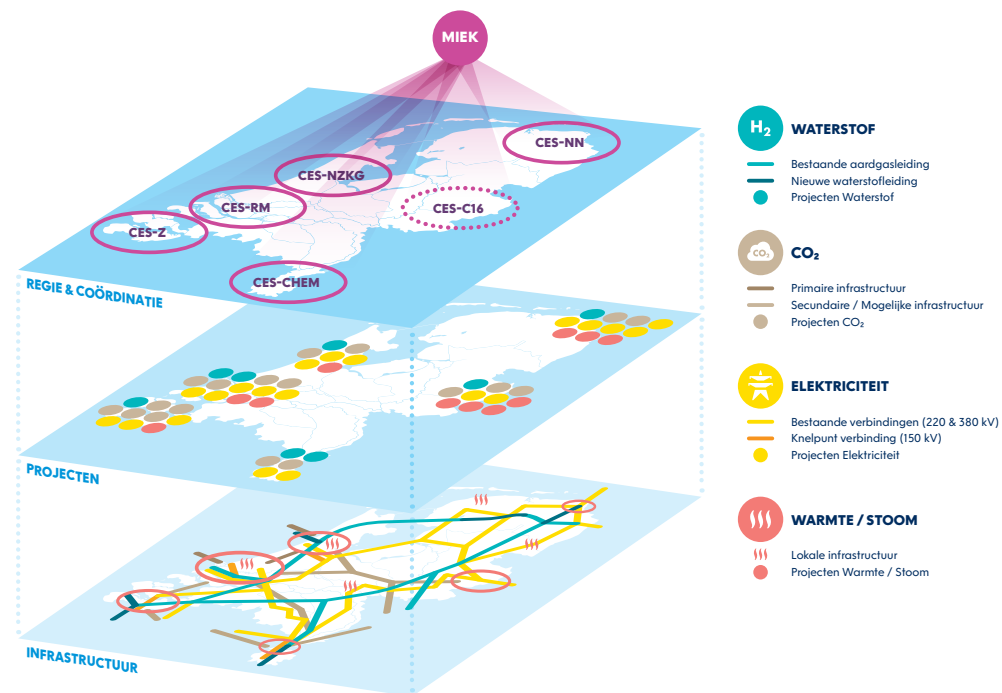 MIEK
CES-NN
CES-NZKG
CES-RM
CES-C16
CES-Z
CES-CHEM
REGIE & COÖRDINATIE
PROJECTEN
INFRASTRUCTUUR
H₂ WATERSTOF
Bestaande aardgasleiding
Nieuwe waterstofleiding
Projecten Waterstof
CO₂ CO₂
Primaire infrastructuur
Secundaire / Mogelijke infrastructuur
Projecten CO₂
ELEKTRICITEIT
Bestaande verbindingen (220 & 380 kV)
Knelpunt verbinding (150 kV)
Projecten Elektriciteit
WARMTE / STOOM
Lokale infrastructuur
Projecten Warmte / Stoom